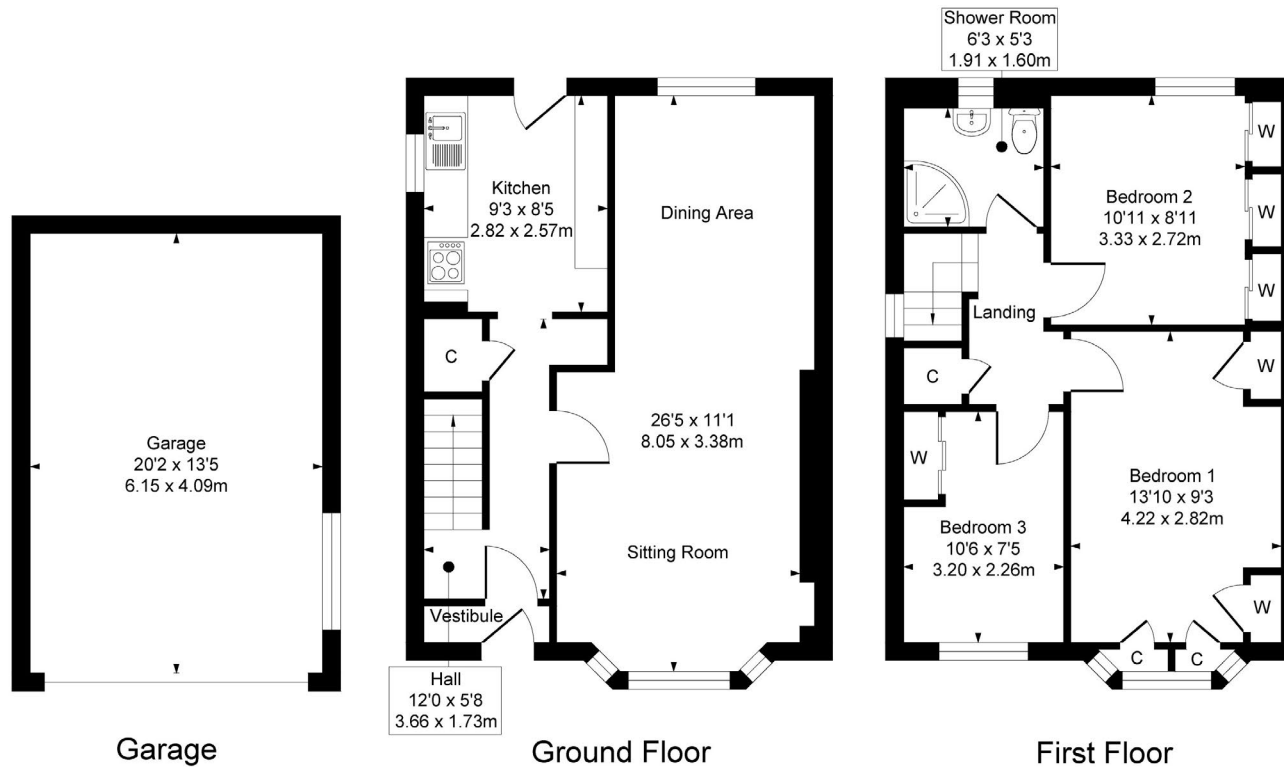 Garage
20'2 x 13'5
6.15 x 4.09m
Garage
Kitchen
9'3 x 8'5
2.82 x 2.57m
Dining Area
C
26'5 x 11'1
8.05 x 3.38m
Sitting Room
Vestibule
Hall
12'0 x 5'8
3.66 x 1.73m
Ground Floor
Shower Room
6'3 x 5'3
1.91 x 1.60m
Bedroom 2
10'11 x 8'11
3.33 x 2.72m
W
W
W
Landing
C
W
W
Bedroom 1
13'10 x 9'3
4.22 x 2.82m
Bedroom 3
10'6 x 7'5
3.20 x 2.26m
W
C
C
First Floor